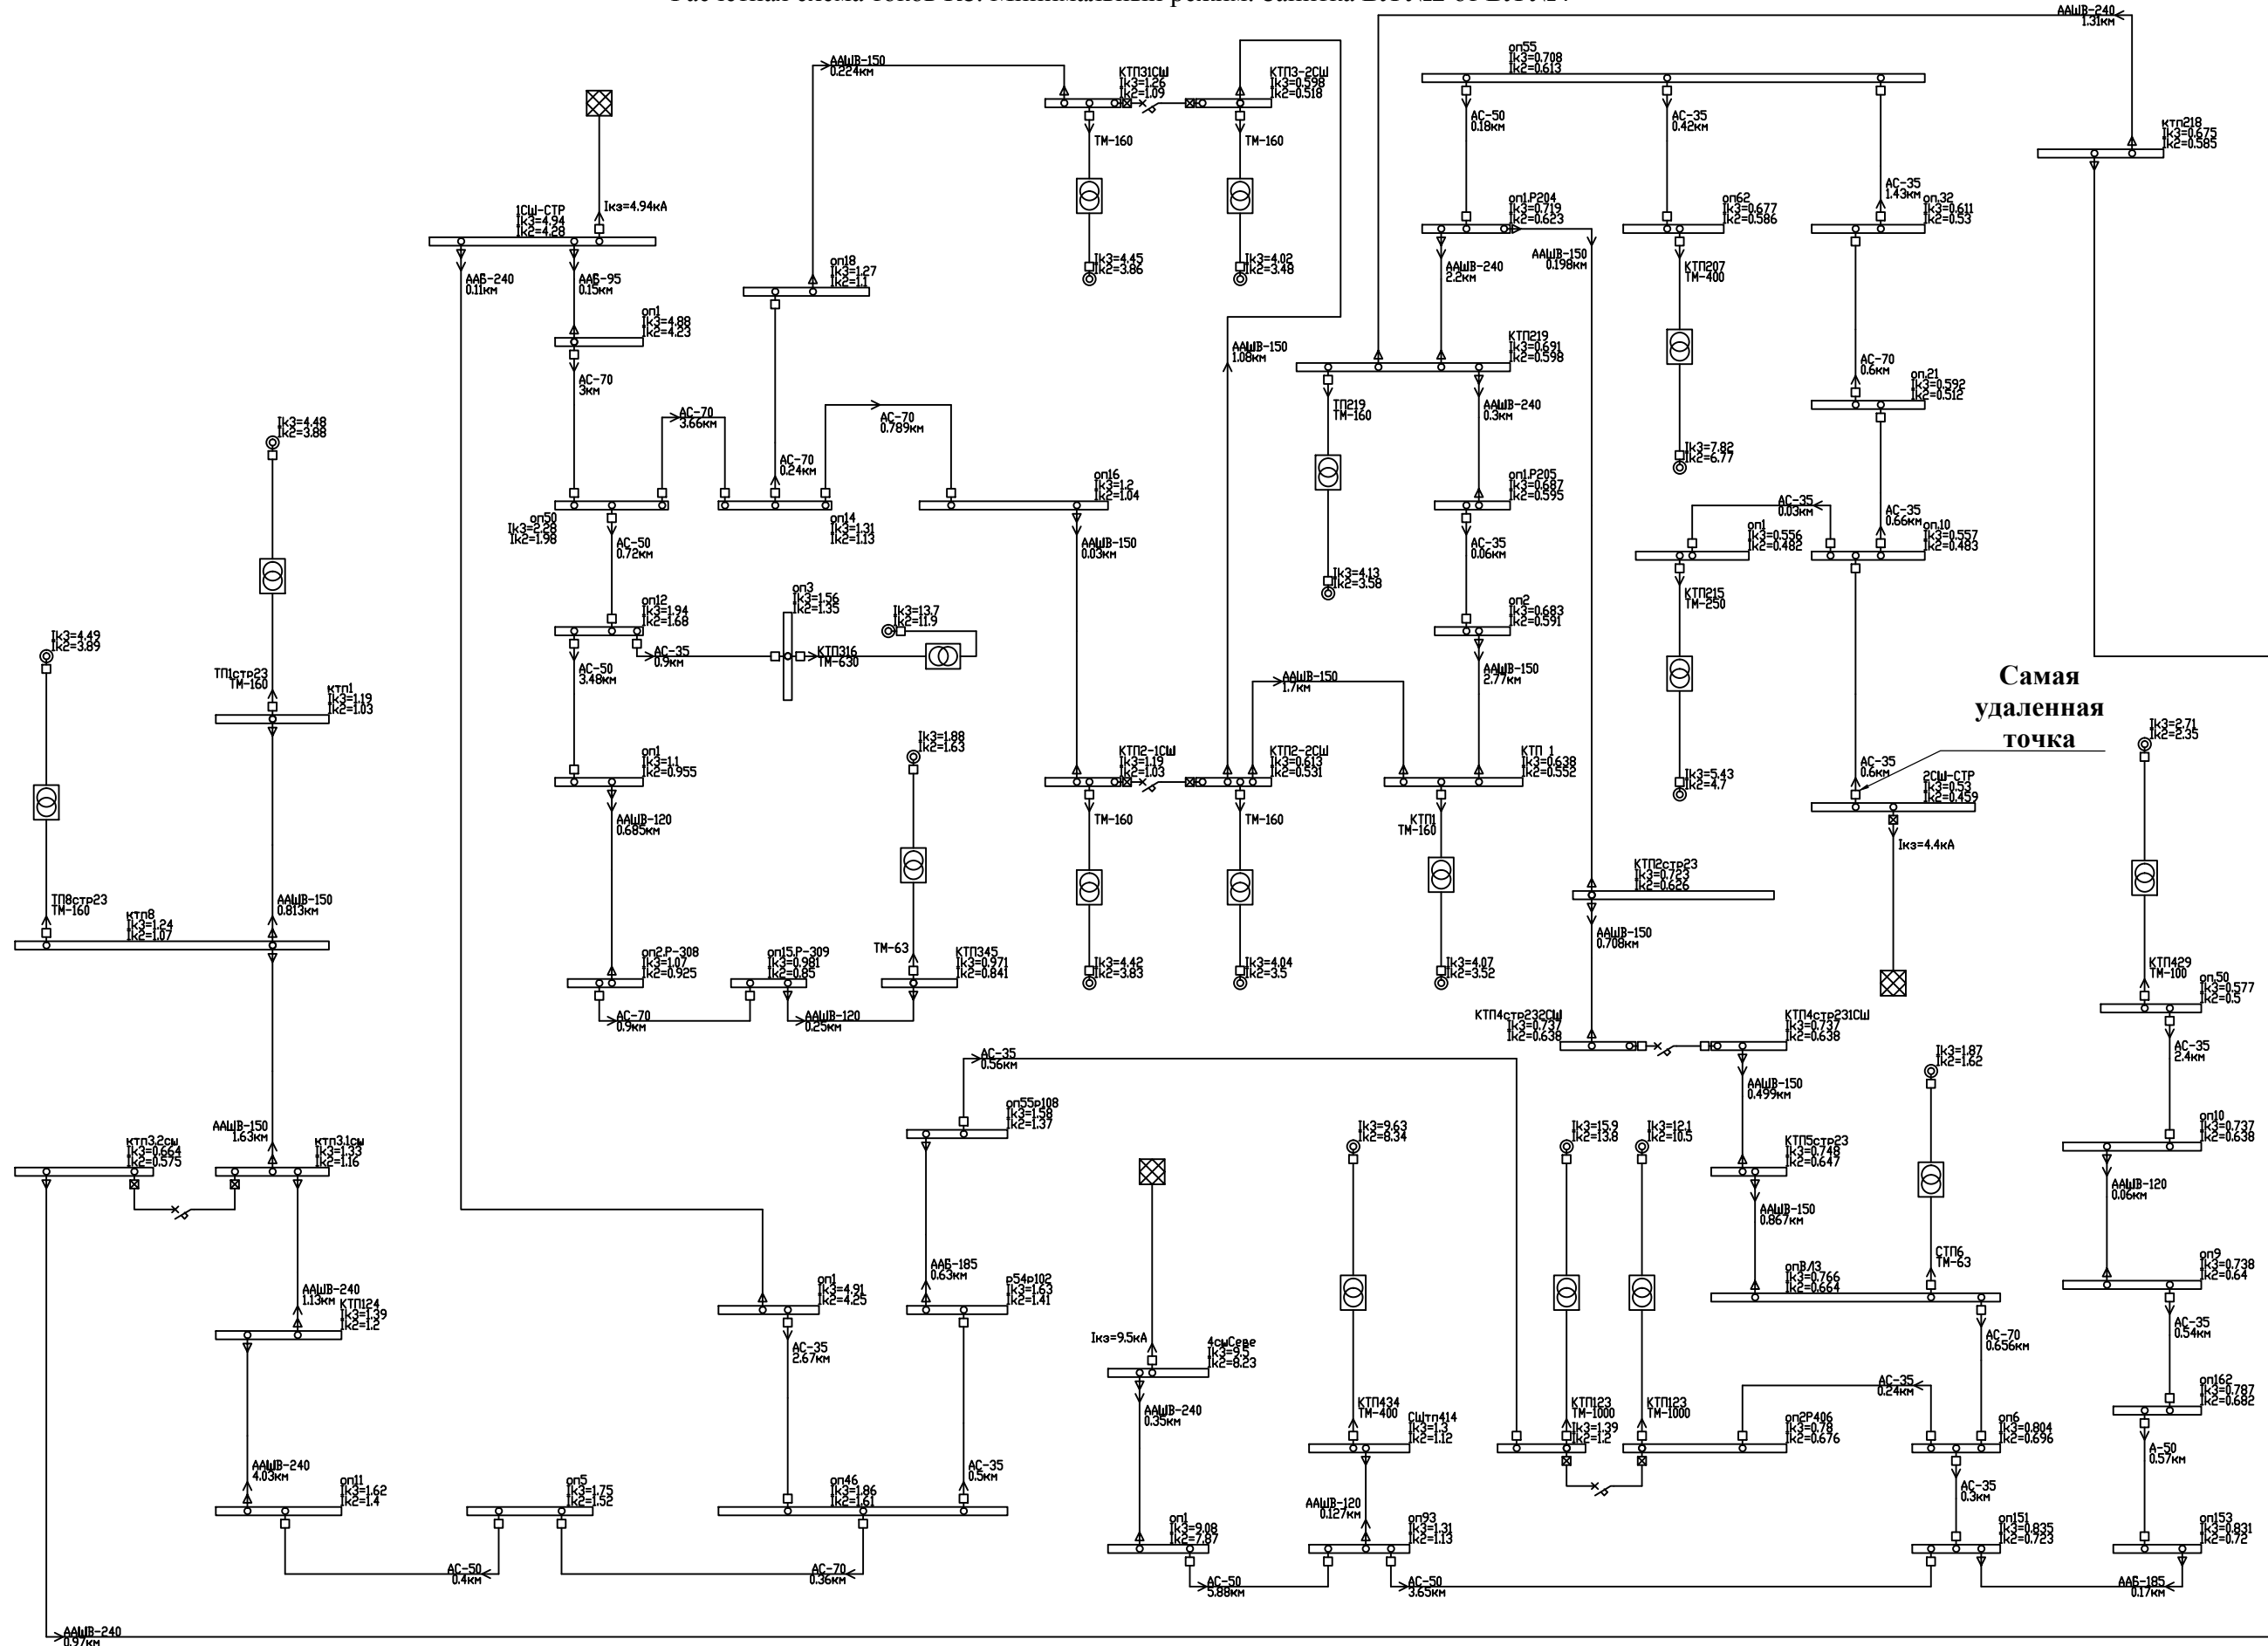 ААШВ-240
1.31км
ААШВ-150
0.224км
КТП31СШ
Iк3=1.26
Iк2=1.09
КТП3-2СШ
Iк3=0.598
Iк2=0.518
оп55
Iк3=0.708
Iк2=0.613
АС-50
0.18км
АС-35
0.42км
ктп218
Iк3=0.675
Iк2=0.585
ТМ-160
ТМ-160
АС-35
1.43км
1СШ-СТР
Iк3=4.94
Iк2=4.28
Iкз=4.94кА
оп1.Р204
Iк3=0.719
Iк2=0.623
оп62
Iк3=0.677
Iк2=0.586
оп.32
Iк3=0.611
Iк2=0.53
ААБ-240
0.11км
ААБ-95
0.15км
оп18
Iк3=1.27
Iк2=1.1
Iк3=4.45
Iк2=3.86
Iк3=4.02
Iк2=3.48
ААШВ-240
2.2км
ААШВ-150
0.198км
КТП207
ТМ-400
оп1
Iк3=4.88
Iк2=4.23
ААШВ-150
1.08км
КТП219
Iк3=0.691
Iк2=0.598
АС-70
0.6км
АС-70
3км
оп.21
Iк3=0.592
Iк2=0.512
АС-70
3.66км
АС-70
0.789км
ТП219
ТМ-160
ААШВ-240
0.3км
Iк3=4.48
Iк2=3.88
АС-70
0.24км
оп16
Iк3=1.2
Iк2=1.04
оп1.Р205
Iк3=0.687
Iк2=0.595
Iк3=7.82
Iк2=6.77
оп50
Iк3=2.28
Iк2=1.98
оп14
Iк3=1.31
Iк2=1.13
АС-35
0.03км
АС-35
0.66км
оп1
Iк3=0.556
Iк2=0.482
оп.10
Iк3=0.557
Iк2=0.483
АС-50
0.72км
ААШВ-150
0.03км
АС-35
0.06км
Iк3=4.13
Iк2=3.58
КТП215
ТМ-250
оп12
Iк3=1.94
Iк2=1.68
оп3
Iк3=1.56
Iк2=1.35
Iк3=13.7
Iк2=11.9
оп2
Iк3=0.683
Iк2=0.591
Iк3=4.49
Iк2=3.89
АС-50
3.48км
АС-35
0.9км
КТП316
ТМ-630
ААШВ-150
1.7км
ААШВ-150
2.77км
Самая
удаленная
точка
ТП1стр23
ТМ-160
ктп1
Iк3=1.19
Iк2=1.03
Iк3=1.88
Iк2=1.63
Iк3=2.71
Iк2=2.35
оп1
Iк3=1.1
Iк2=0.955
КТП2-1СШ
Iк3=1.19
Iк2=1.03
КТП2-2СШ
Iк3=0.613
Iк2=0.531
КТП 1
Iк3=0.638
Iк2=0.552
Iк3=5.43
Iк2=4.7
АС-35
0.6км
2СШ-СТР
Iк3=0.53
Iк2=0.459
ААШВ-120
0.685км
ТМ-160
ТМ-160
КТП1
ТМ-160
Iкз=4.4кА
КТП2стр23
Iк3=0.723
Iк2=0.626
ТП8стр23
ТМ-160
ктп8
Iк3=1.24
Iк2=1.07
ААШВ-150
0.813км
ААШВ-150
0.708км
оп2.Р-308
Iк3=1.07
Iк2=0.925
оп15.Р-309
Iк3=0.981
Iк2=0.85
ТМ-63
КТП345
Iк3=0.971
Iк2=0.841
Iк3=4.42
Iк2=3.83
Iк3=4.04
Iк2=3.5
Iк3=4.07
Iк2=3.52
КТП429
ТМ-100
оп.50
Iк3=0.577
Iк2=0.5
АС-70
0.9км
ААШВ-120
0.25км
КТП4стр232СШ
Iк3=0.737
Iк2=0.638
КТП4стр231СШ
Iк3=0.737
Iк2=0.638
АС-35
0.56км
Iк3=1.87
Iк2=1.62
АС-35
2.4км
ААШВ-150
0.499км
оп55р108
Iк3=1.58
Iк2=1.37
ААШВ-150
1.63км
ктп3,2сш
Iк3=0.664
Iк2=0.575
ктп3,1сш
Iк3=1.33
Iк2=1.16
Iк3=9.63
Iк2=8.34
Iк3=15.9
Iк2=13.8
Iк3=12.1
Iк2=10.5
КТП5стр23
Iк3=0.748
Iк2=0.647
оп10
Iк3=0.737
Iк2=0.638
ААШВ-150
0.867км
ААШВ-120
0.06км
ААШВ-240
1.13км
ААБ-185
0.63км
СТП6
ТМ-63
КТП124
Iк3=1.39
Iк2=1.2
оп1
Iк3=4.91
Iк2=4.25
р54р102
Iк3=1.63
Iк2=1.41
опВЛ3
Iк3=0.766
Iк2=0.664
оп9
Iк3=0.738
Iк2=0.64
АС-35
2.67км
Iкз=9.5кА
4сшСеве
Iк3=9.5
Iк2=8.23
АС-70
0.656км
АС-35
0.54км
АС-35
0.24км
ААШВ-240
0.35км
КТП434
ТМ-400
СШтп414
Iк3=1.3
Iк2=1.12
КТП123
ТМ-1000
Iк3=1.39
Iк2=1.2
КТП123
ТМ-1000
оп2Р406
Iк3=0.78
Iк2=0.676
оп6
Iк3=0.804
Iк2=0.696
оп162
Iк3=0.787
Iк2=0.682
А-50
0.57км
ААШВ-240
4.03км
оп11
Iк3=1.62
Iк2=1.4
оп5
Iк3=1.75
Iк2=1.52
оп46
Iк3=1.86
Iк2=1.61
АС-35
0.5км
ААШВ-120
0.127км
АС-35
0.3км
оп1
Iк3=9.08
Iк2=7.87
оп93
Iк3=1.31
Iк2=1.13
оп151
Iк3=0.835
Iк2=0.723
оп153
Iк3=0.831
Iк2=0.72
АС-50
0.4км
АС-70
0.36км
АС-50
5.88км
АС-50
3.65км
ААБ-185
0.17км
ААШВ-240
0.97км